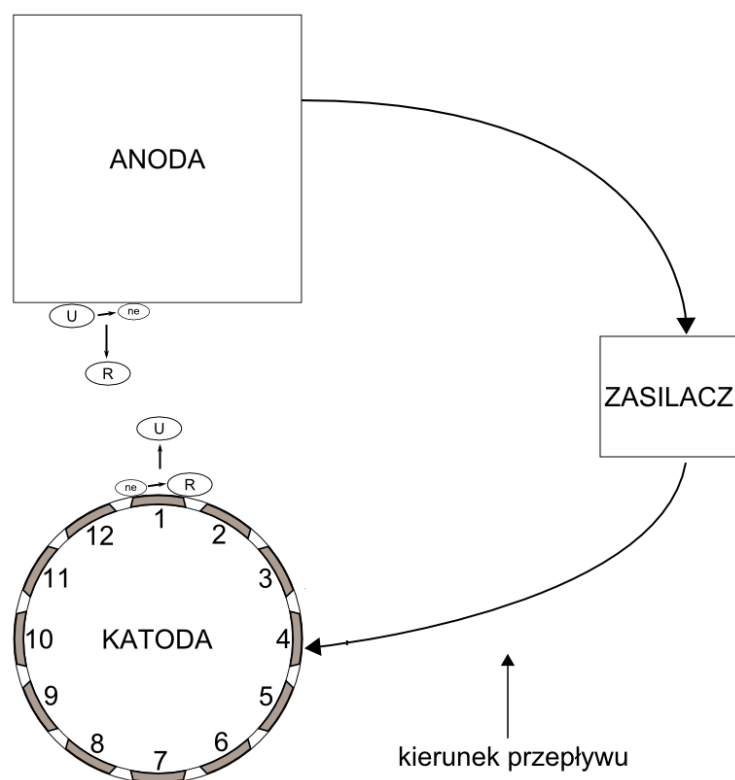 ANODA
U
ne
R
ZASILACZ
U
ne
R
1
2
3
4
5
6
7
8
9
10
11
12
KATODA
kierunek przepływu